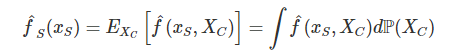 f̂_S(x_S) = E_{X_C} [f̂(x_S, X_C)] = ∫ f̂(x_S, X_C)dℙ(X_C)